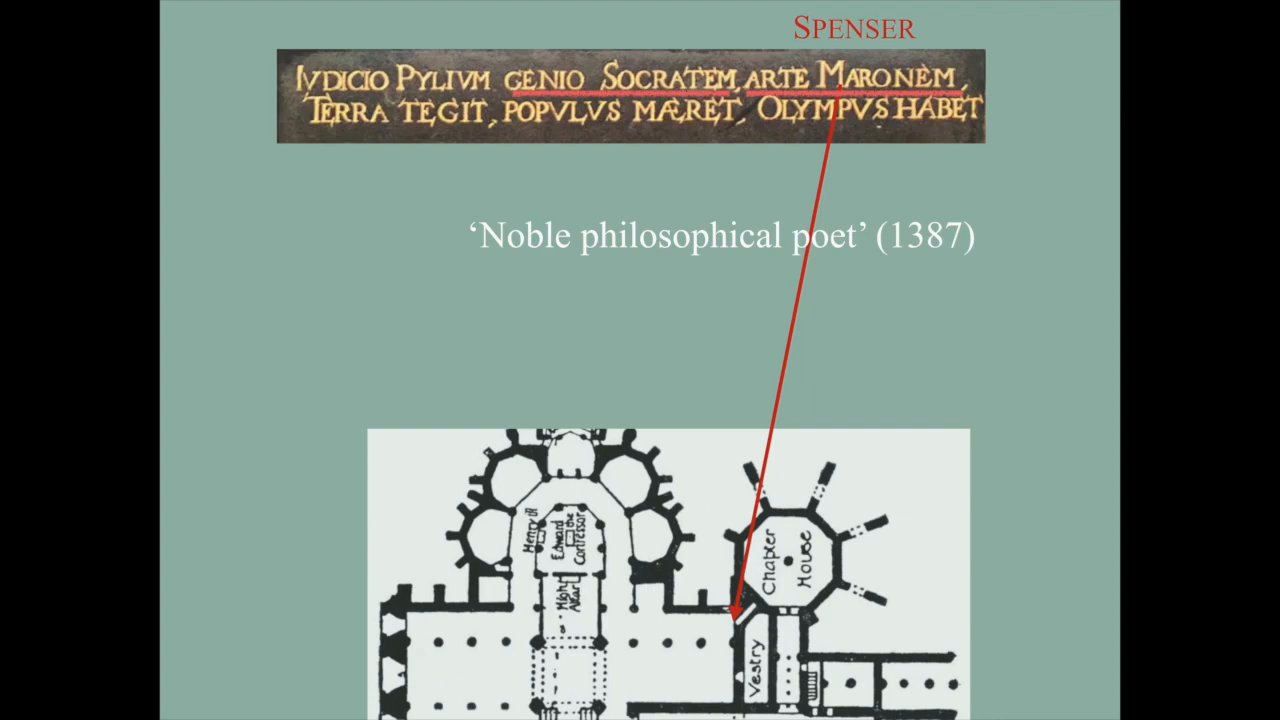 SPENSER
IVDICIO PYLIVM GENIO SOCRATEM, ARTE MARONEM,
TERRA TEGIT, POPVLVS MÆRET, OLYMPVS HABET
‘Noble philosophical poet’ (1387)
Henry III
Edward the Confessor
High Altar
Chapter House
Vestry